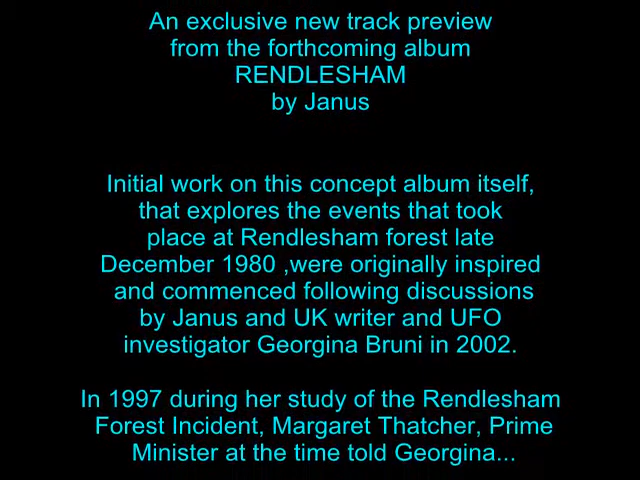 An exclusive new track preview
from the forthcoming album
RENDLESHAM
by Janus
Initial work on this concept album itself,
that explores the events that took
place at Rendlesham forest late
December 1980 ,were originally inspired
and commenced following discussions
by Janus and UK writer and UFO
investigator Georgina Bruni in 2002.
In 1997 during her study of the Rendlesham
Forest Incident, Margaret Thatcher, Prime
Minister at the time told Georgina...